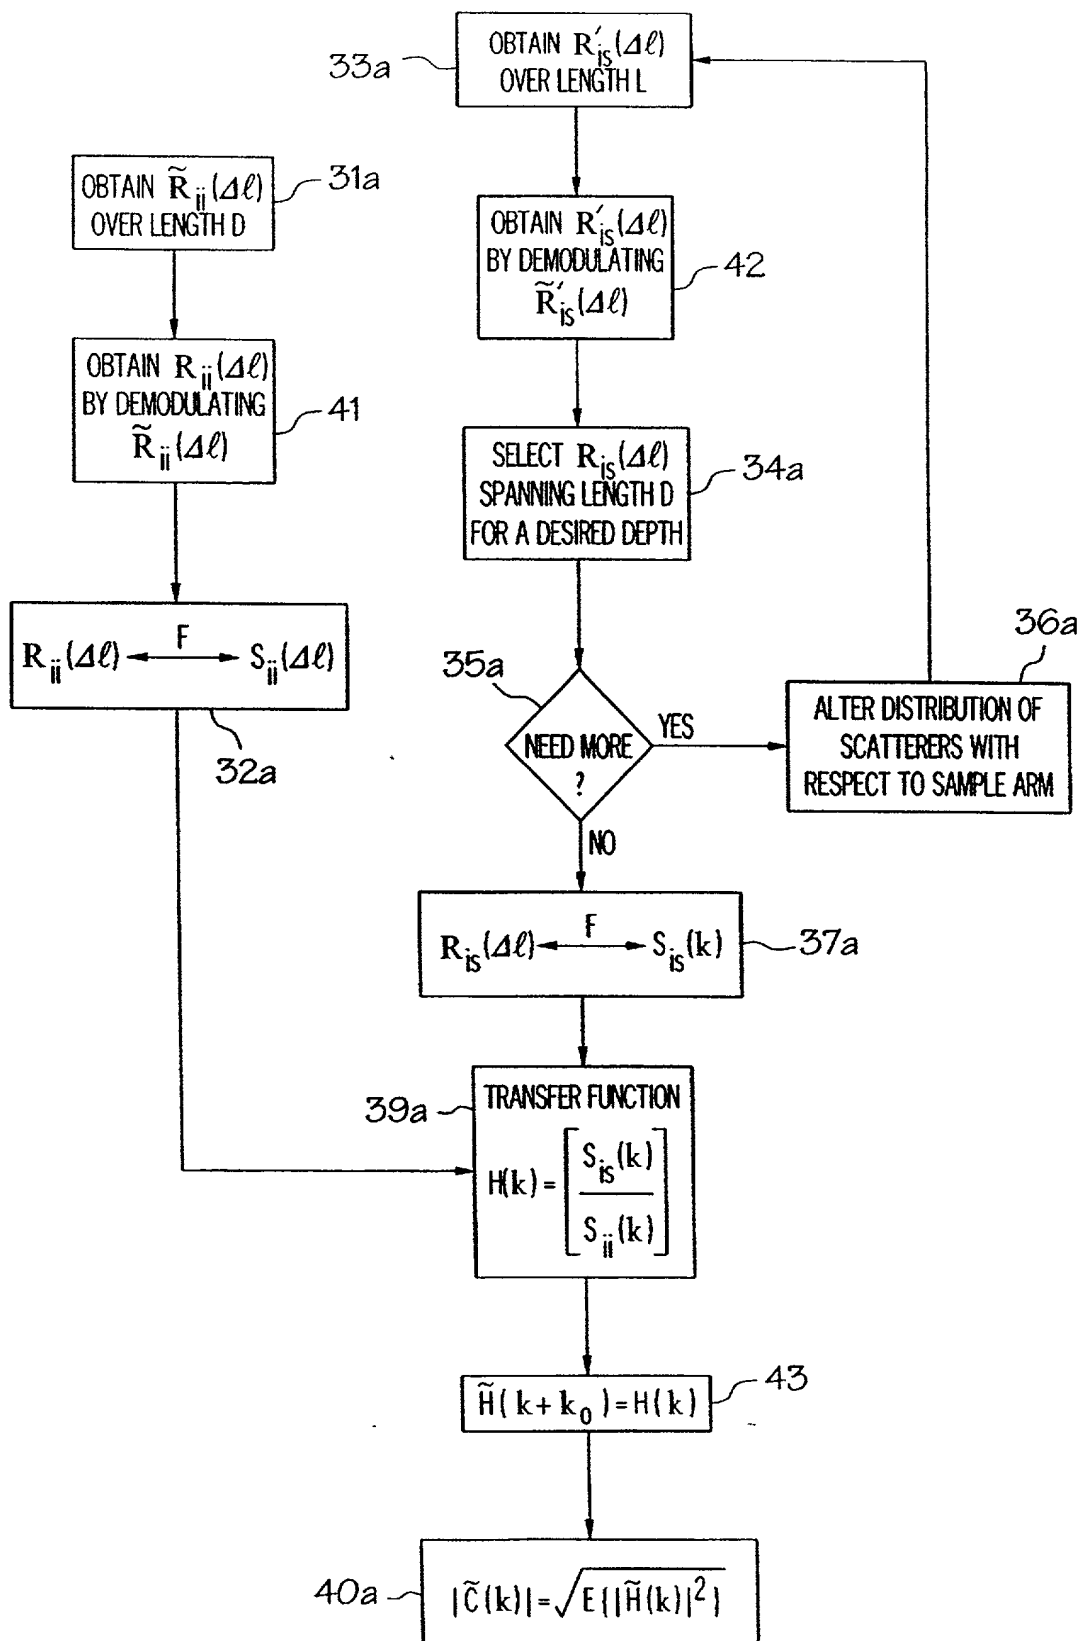 OBTAIN R′is(Δℓ)
OVER LENGTH L
33a
OBTAIN R̃ii(Δℓ)
OVER LENGTH D
31a
OBTAIN R′is(Δℓ)
BY DEMODULATING
R̃′is(Δℓ)
42
OBTAIN Rii(Δℓ)
BY DEMODULATING
R̃ii(Δℓ)
41
SELECT Ris(Δℓ)
SPANNING LENGTH D
FOR A DESIRED DEPTH
34a
Rii(Δℓ) F Sii(Δℓ)
32a
35a
NEED MORE
?
YES
NO
36a
ALTER DISTRIBUTION OF
SCATTERERS WITH
RESPECT TO SAMPLE ARM
Ris(Δℓ) F Sis(k)
37a
39a
TRANSFER FUNCTION
H(k) = [Sis(k) / Sii(k)]
H̃(k+k0) = H(k)
43
40a
|C̃(k)| = √E{|H̃(k)|²}